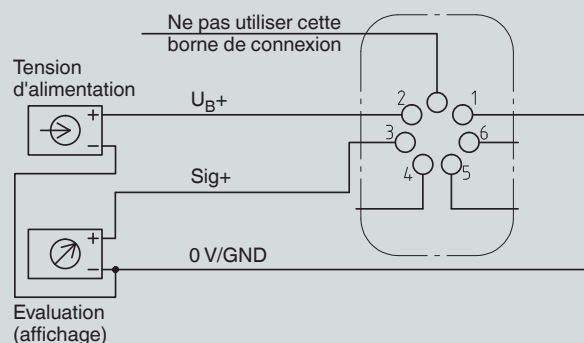 Ne pas utiliser cette
borne de connexion
Tension
d'alimentation
U_B+
+
−
2
1
3
6
4
5
Sig+
+
−
0 V/GND
Evaluation
(affichage)